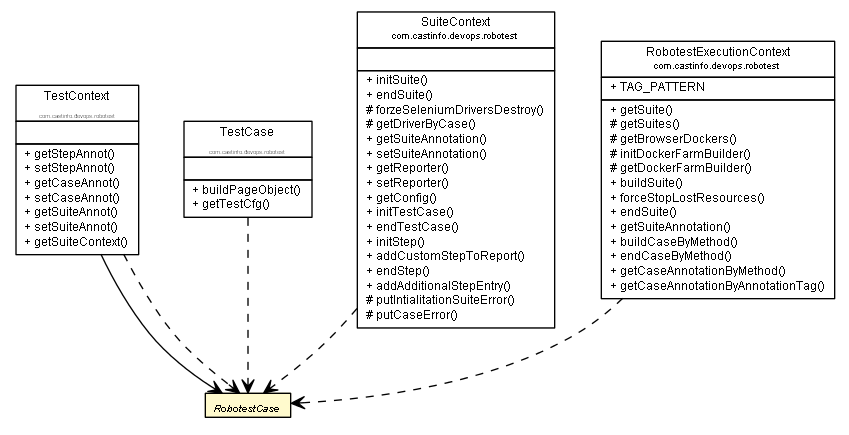 TestContext
com.castinfo.devops.robotest
+ getStepAnnot()
+ setStepAnnot()
+ getCaseAnnot()
+ setCaseAnnot()
+ getSuiteAnnot()
+ setSuiteAnnot()
+ getSuiteContext()
TestCase
com.castinfo.devops.robotest
+ buildPageObject()
+ getTestCfg()
SuiteContext
com.castinfo.devops.robotest
+ initSuite()
+ endSuite()
# forzeSeleniumDriversDestroy()
# getDriverByCase()
+ getSuiteAnnotation()
+ setSuiteAnnotation()
+ getReporter()
+ setReporter()
+ getConfig()
+ initTestCase()
+ endTestCase()
+ initStep()
+ addCustomStepToReport()
+ endStep()
+ addAdditionalStepEntry()
# putIntialitationSuiteError()
# putCaseError()
RobotestExecutionContext
com.castinfo.devops.robotest
+ TAG_PATTERN
+ getSuite()
# getSuites()
# getBrowserDockers()
# initDockerFarmBuilder()
# getDockerFarmBuilder()
+ buildSuite()
+ forceStopLostResources()
+ endSuite()
+ getSuiteAnnotation()
+ buildCaseByMethod()
+ endCaseByMethod()
+ getCaseAnnotationByMethod()
+ getCaseAnnotationByAnnotationTag()
RobotestCase